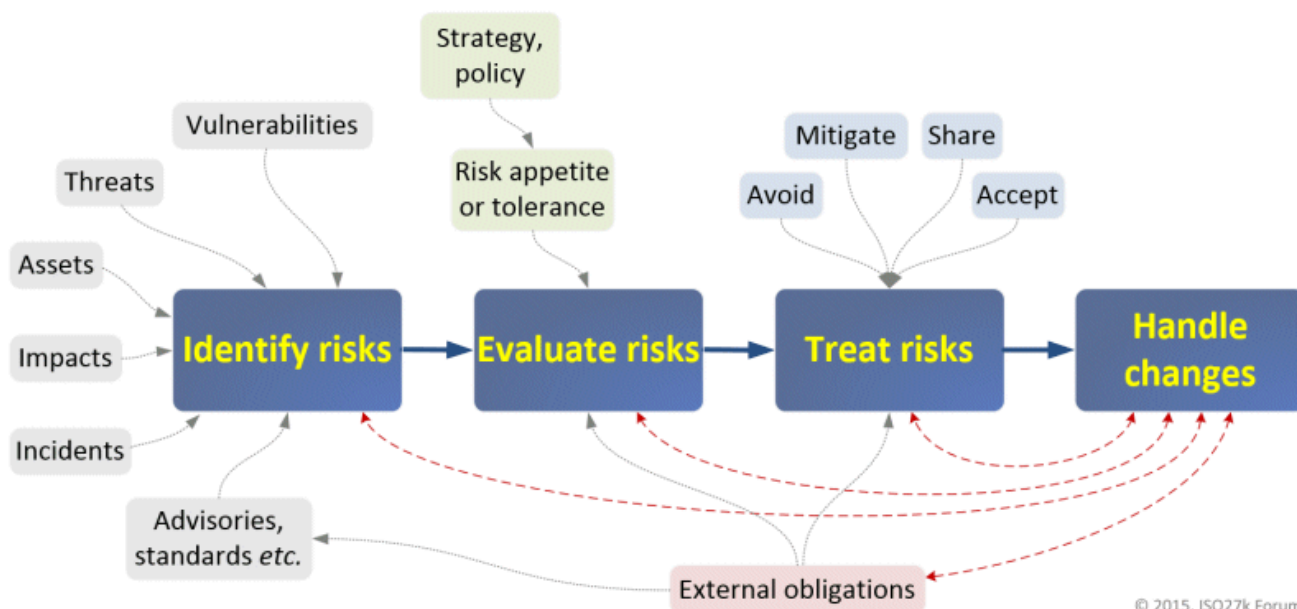 Strategy,
policy
Vulnerabilities
Mitigate
Share
Threats
Risk appetite
or tolerance
Avoid
Accept
Assets
Identify risks
Evaluate risks
Treat risks
Handle
changes
Impacts
Incidents
Advisories,
standards etc.
External obligations
© 2015, ISO27k Forum